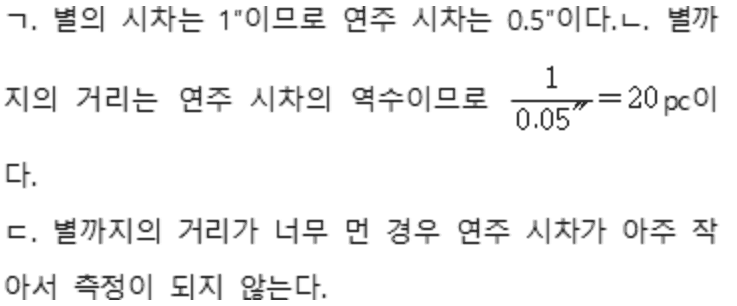 ㄱ. 별의 시차는 1″이므로 연주 시차는 0.5″이다.ㄴ. 별까
지의 거리는 연주 시차의 역수이므로 1/0.05″=20pc이
다.
ㄷ. 별까지의 거리가 너무 먼 경우 연주 시차가 아주 작
아서 측정이 되지 않는다.